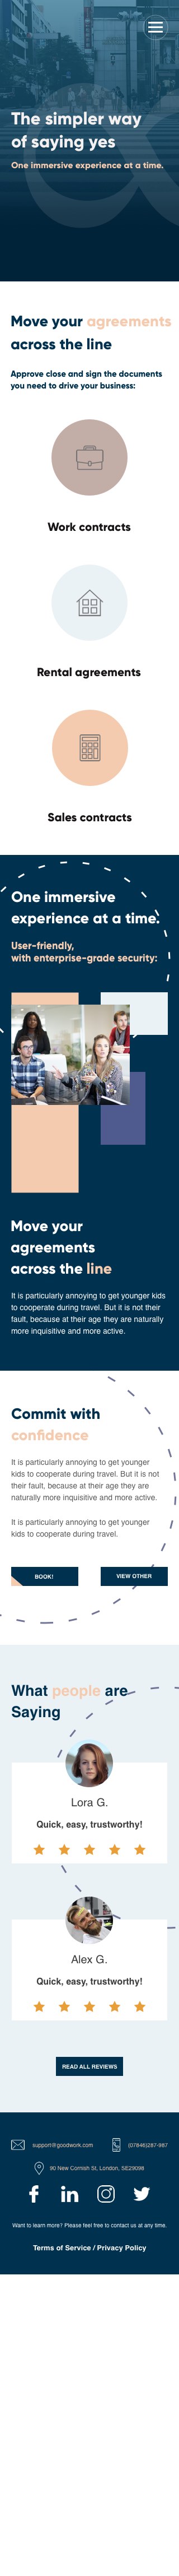 The simpler way
of saying yes
One immersive experience at a time.
Move your agreements
across the line
Approve close and sign the documents
you need to drive your business:
Work contracts
Rental agreements
Sales contracts
One immersive
experience at a time.
User-friendly,
with enterprise-grade security:
Move your
agreements
across the line
It is particularly annoying to get younger kids
to cooperate during travel. But it is not their
fault, because at their age they are naturally
more inquisitive and more active.
Commit with
confidence
It is particularly annoying to get younger
kids to cooperate during travel. But it is not
their fault, because at their age they are
naturally more inquisitive and more active.
It is particularly annoying to get younger
kids to cooperate during travel.
BOOK!
VIEW OTHER
What people are
Saying
Lora G.
Quick, easy, trustworthy!
Alex G.
Quick, easy, trustworthy!
READ ALL REVIEWS
support@goodwork.com
(07846)287-987
90 New Cornish St, London, SE29098
Want to learn more? Please feel free to contact us at any time.
Terms of Service / Privacy Policy